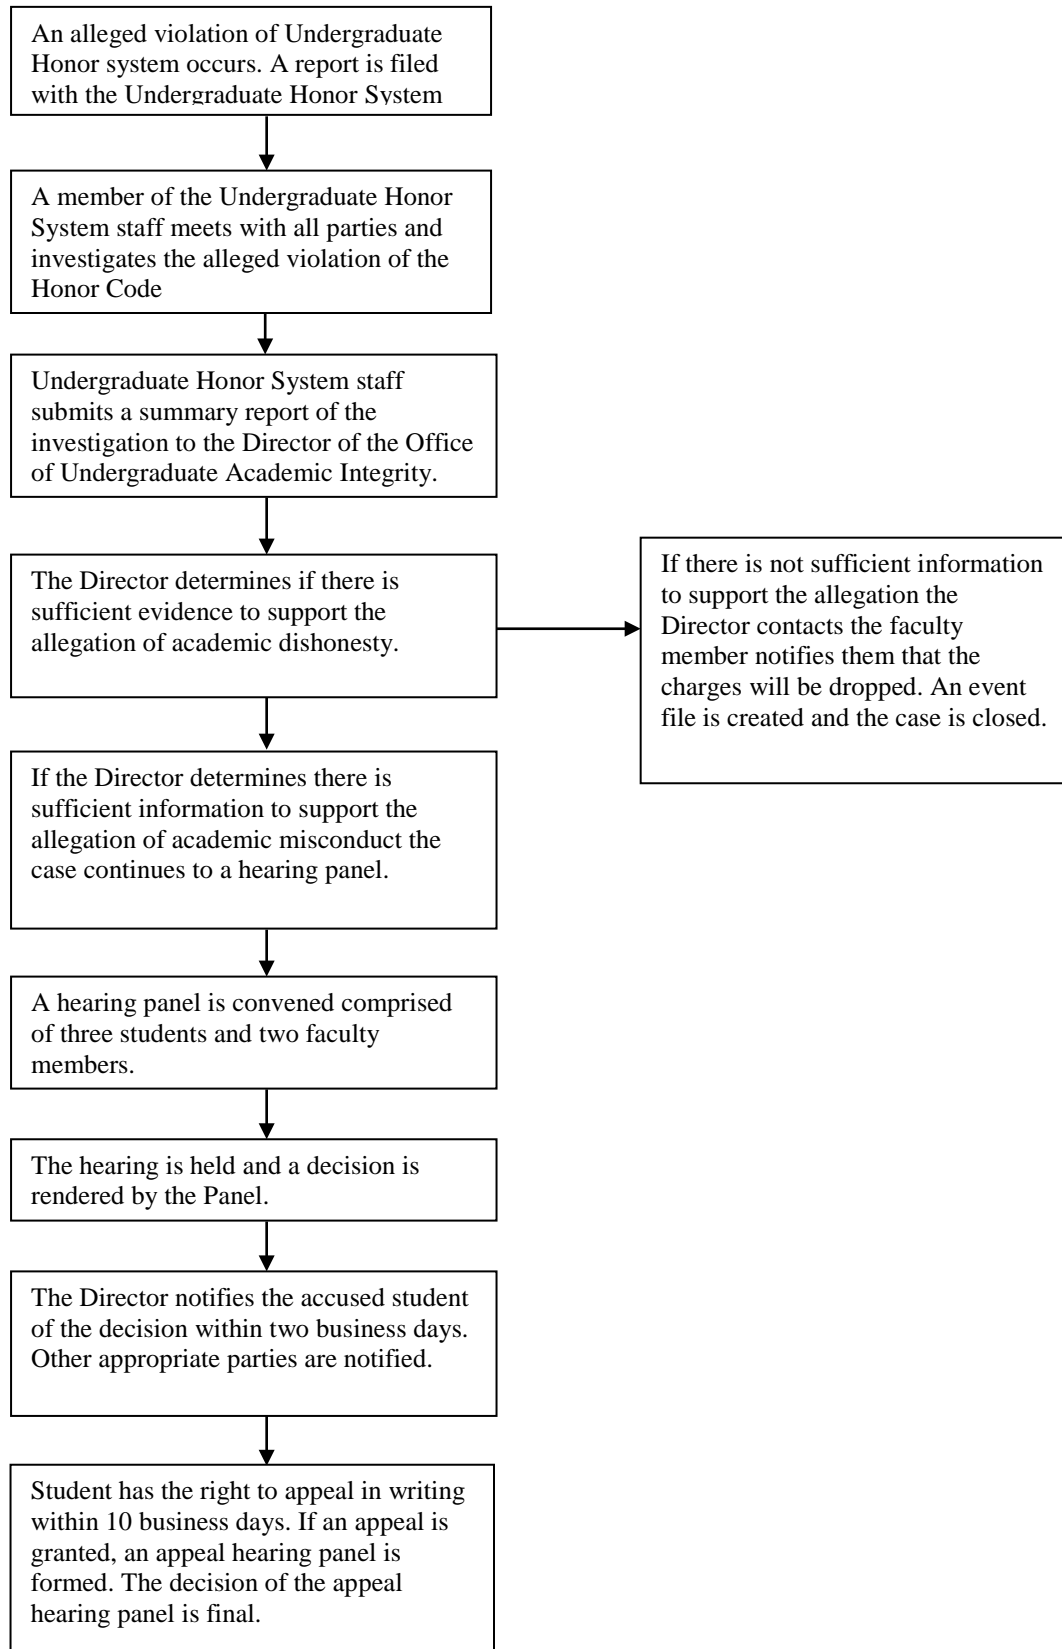 An alleged violation of Undergraduate
Honor system occurs. A report is filed
with the Undergraduate Honor System
A member of the Undergraduate Honor
System staff meets with all parties and
investigates the alleged violation of the
Honor Code
Undergraduate Honor System staff
submits a summary report of the
investigation to the Director of the Office
of Undergraduate Academic Integrity.
The Director determines if there is
sufficient evidence to support the
allegation of academic dishonesty.
If there is not sufficient information
to support the allegation the
Director contacts the faculty
member notifies them that the
charges will be dropped. An event
file is created and the case is closed.
If the Director determines there is
sufficient information to support the
allegation of academic misconduct the
case continues to a hearing panel.
A hearing panel is convened comprised
of three students and two faculty
members.
The hearing is held and a decision is
rendered by the Panel.
The Director notifies the accused student
of the decision within two business days.
Other appropriate parties are notified.
Student has the right to appeal in writing
within 10 business days. If an appeal is
granted, an appeal hearing panel is
formed. The decision of the appeal
hearing panel is final.